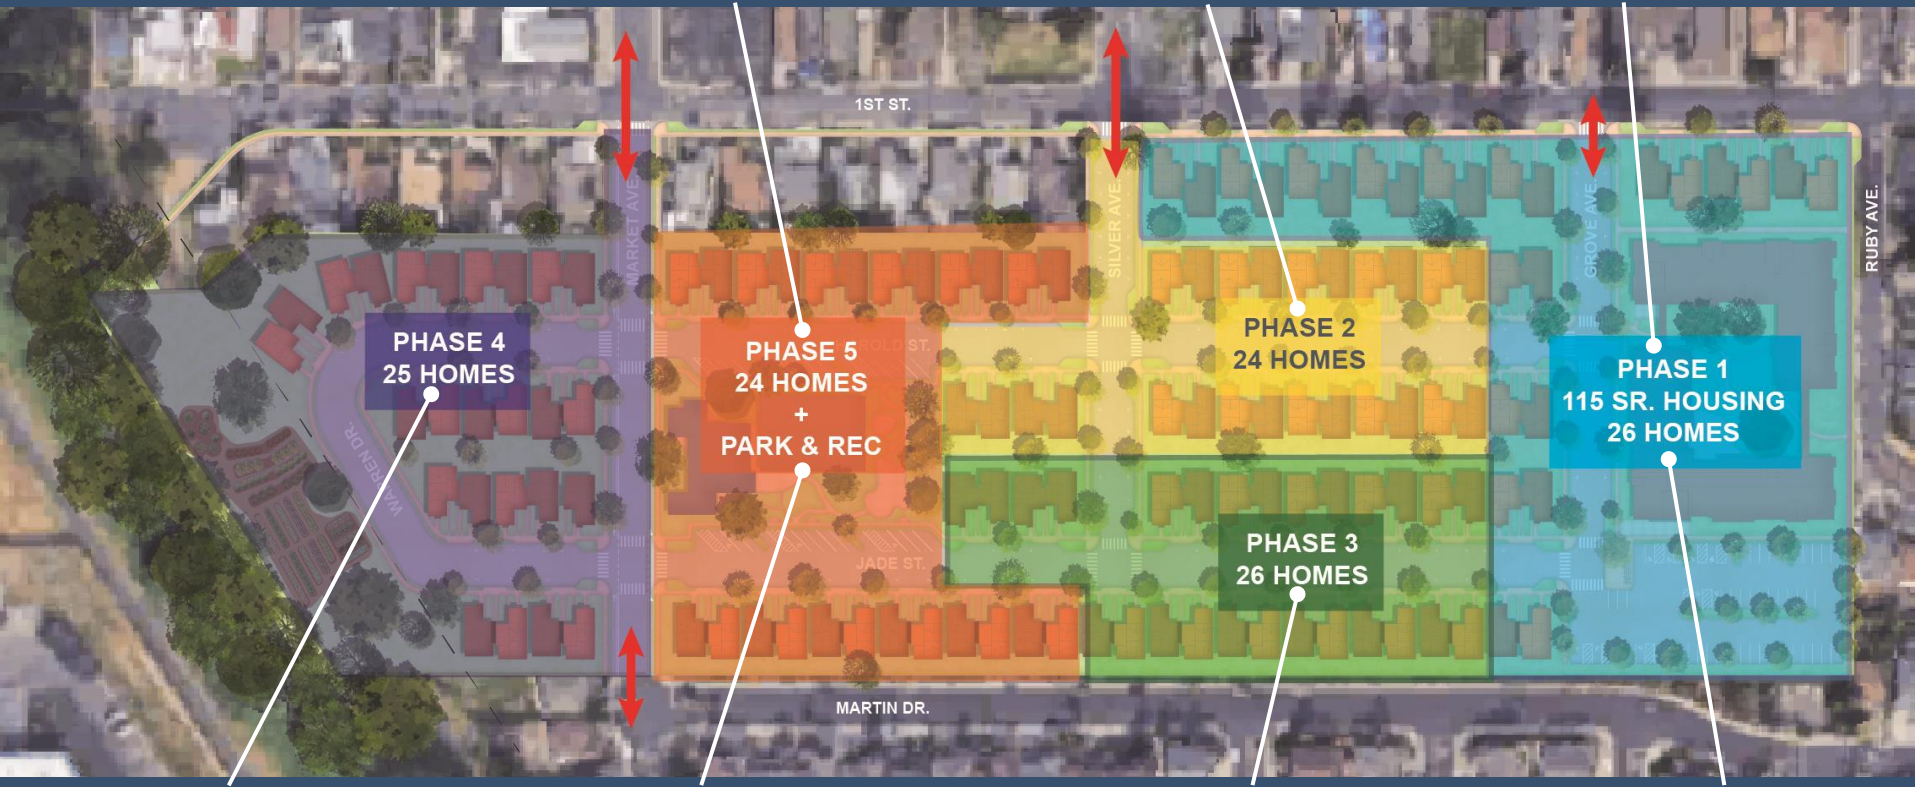 1ST ST.
MARKET AVE.
SILVER AVE.
GROVE AVE.
RUBY AVE.
PHASE 4
25 HOMES
PHASE 5
24 HOMES
+
PARK & REC
PHASE 2
24 HOMES
PHASE 1
115 SR. HOUSING
26 HOMES
WARREN DR.
ST.
PHASE 3
26 HOMES
JADE ST.
MARTIN DR.